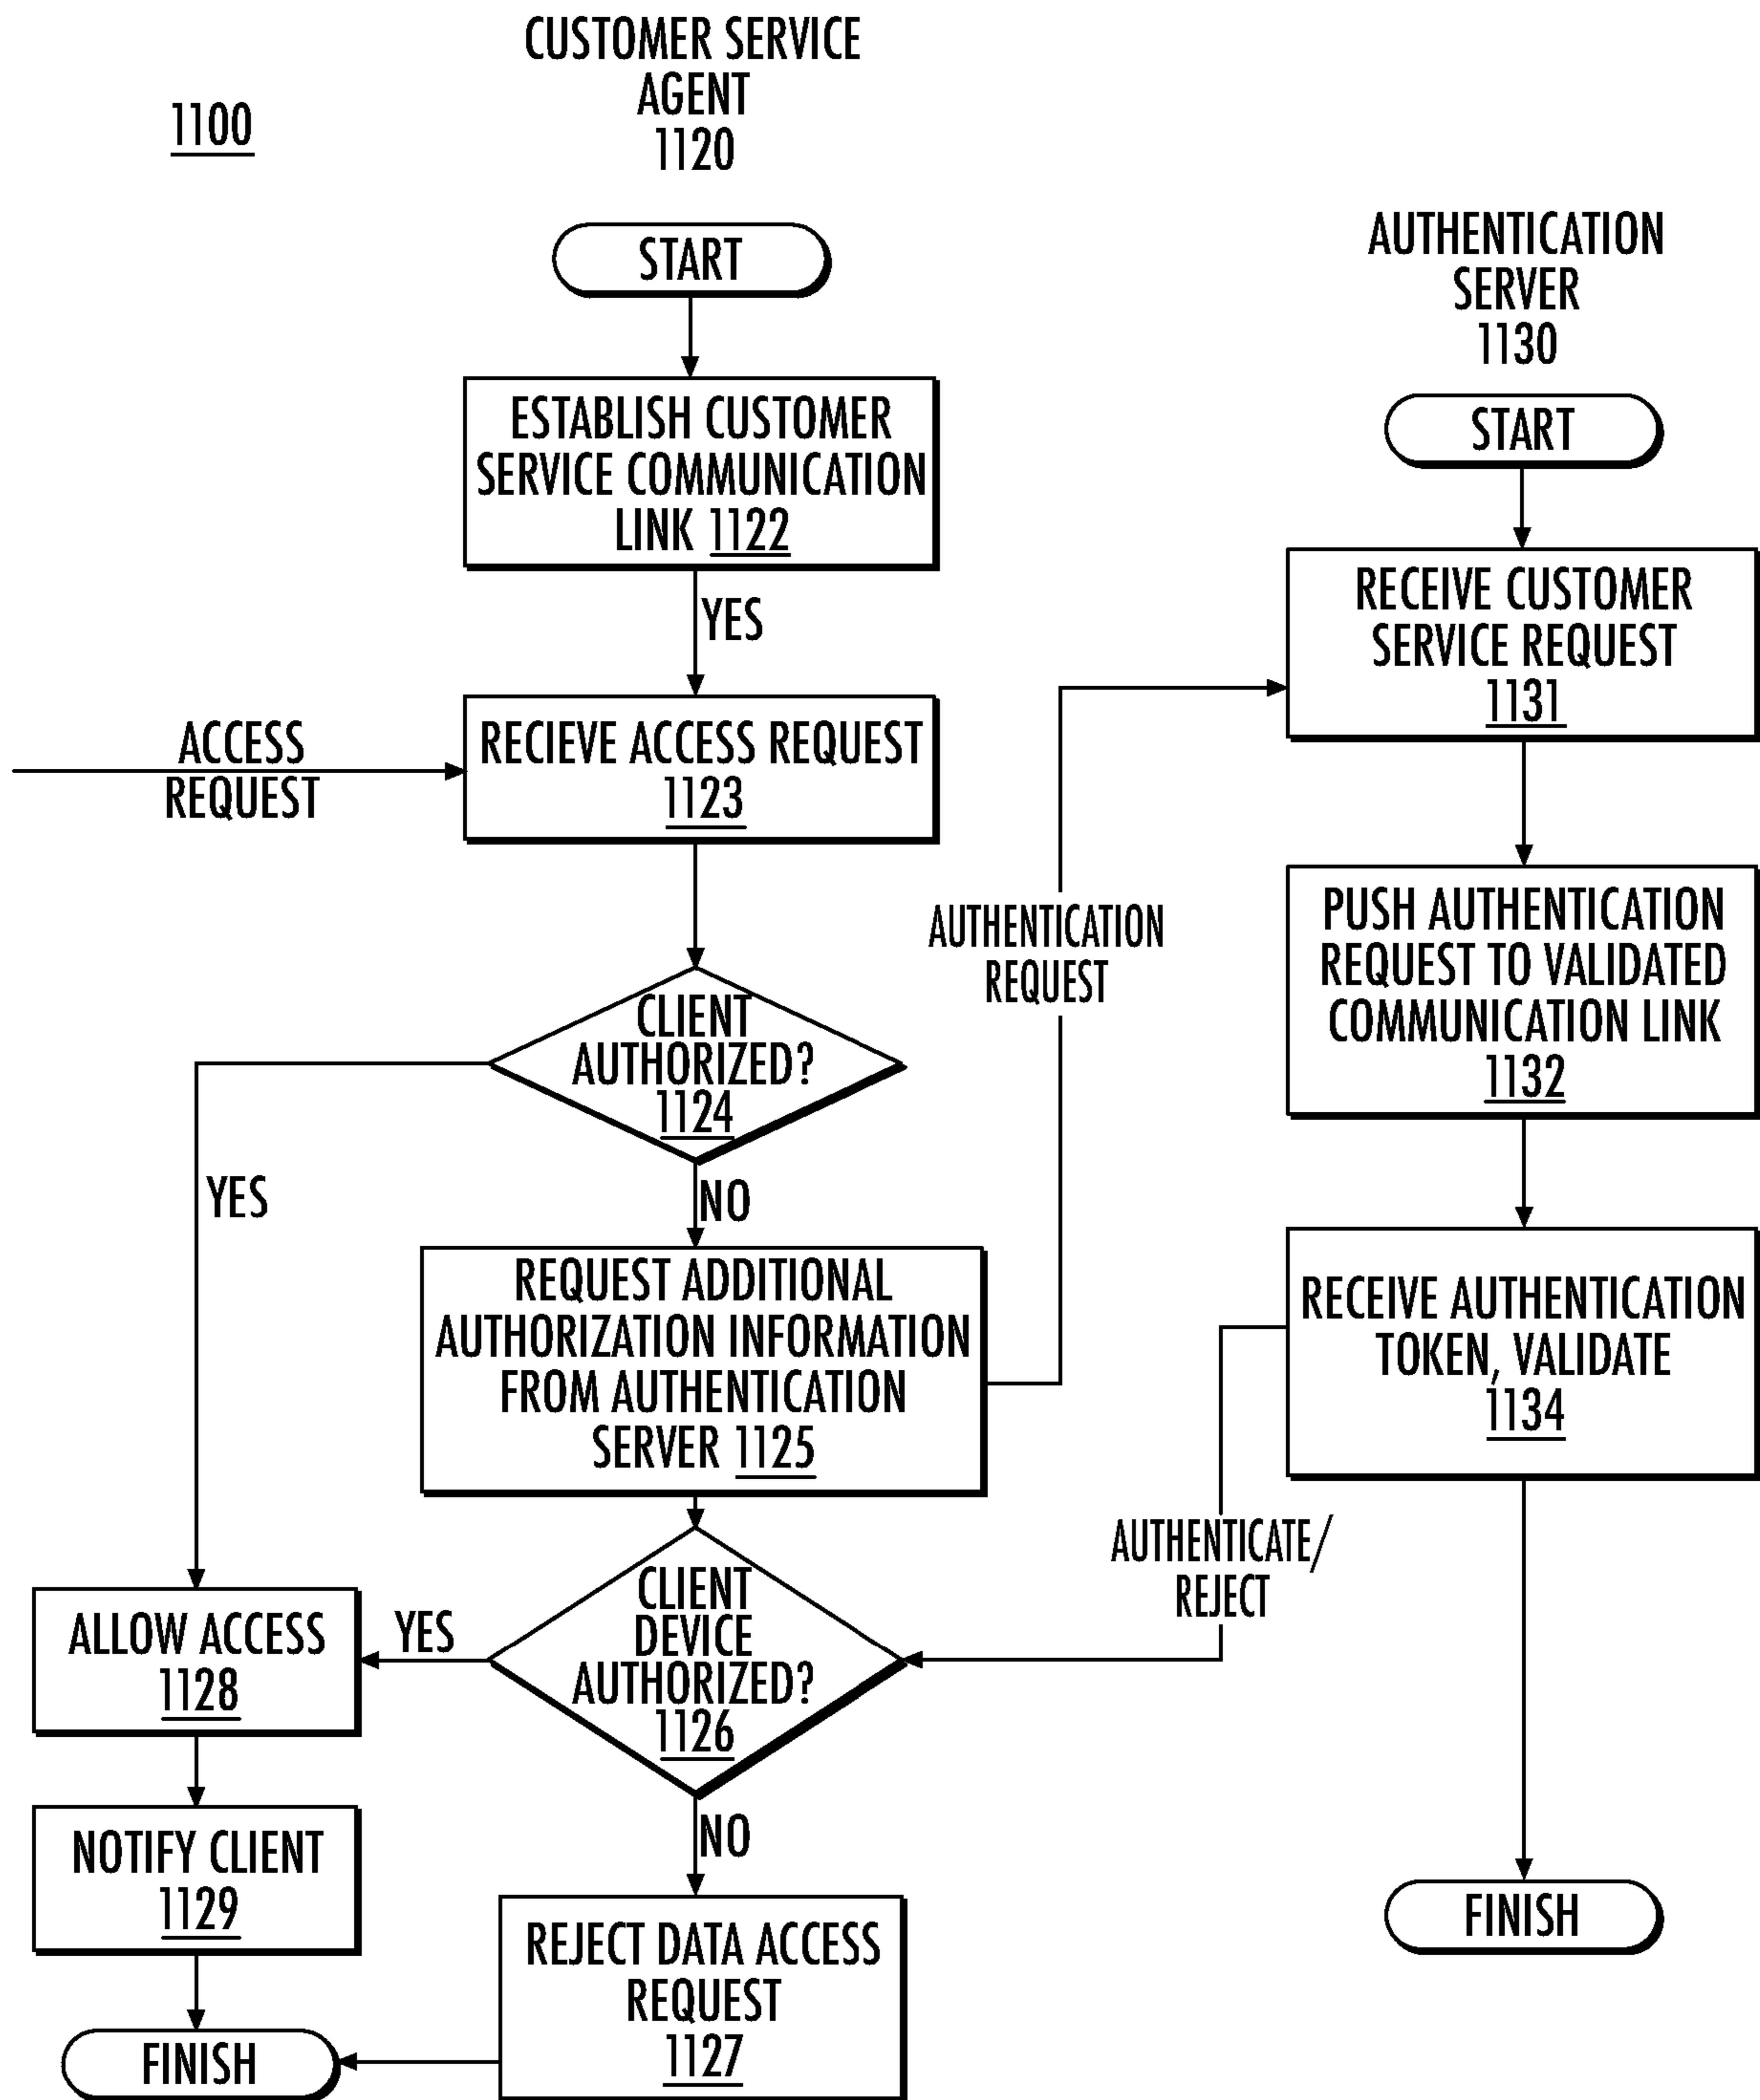 1100
CUSTOMER SERVICE
AGENT
1120
START
ESTABLISH CUSTOMER
SERVICE COMMUNICATION
LINK 1122
YES
ACCESS
REQUEST
RECIEVE ACCESS REQUEST
1123
CLIENT
AUTHORIZED?
1124
YES
NO
REQUEST ADDITIONAL
AUTHORIZATION INFORMATION
FROM AUTHENTICATION
SERVER 1125
CLIENT
DEVICE
AUTHORIZED?
1126
YES
ALLOW ACCESS
1128
NOTIFY CLIENT
1129
NO
REJECT DATA ACCESS
REQUEST
1127
FINISH
AUTHENTICATION
REQUEST
AUTHENTICATION
SERVER
1130
START
RECEIVE CUSTOMER
SERVICE REQUEST
1131
PUSH AUTHENTICATION
REQUEST TO VALIDATED
COMMUNICATION LINK
1132
RECEIVE AUTHENTICATION
TOKEN, VALIDATE
1134
AUTHENTICATE/
REJECT
FINISH